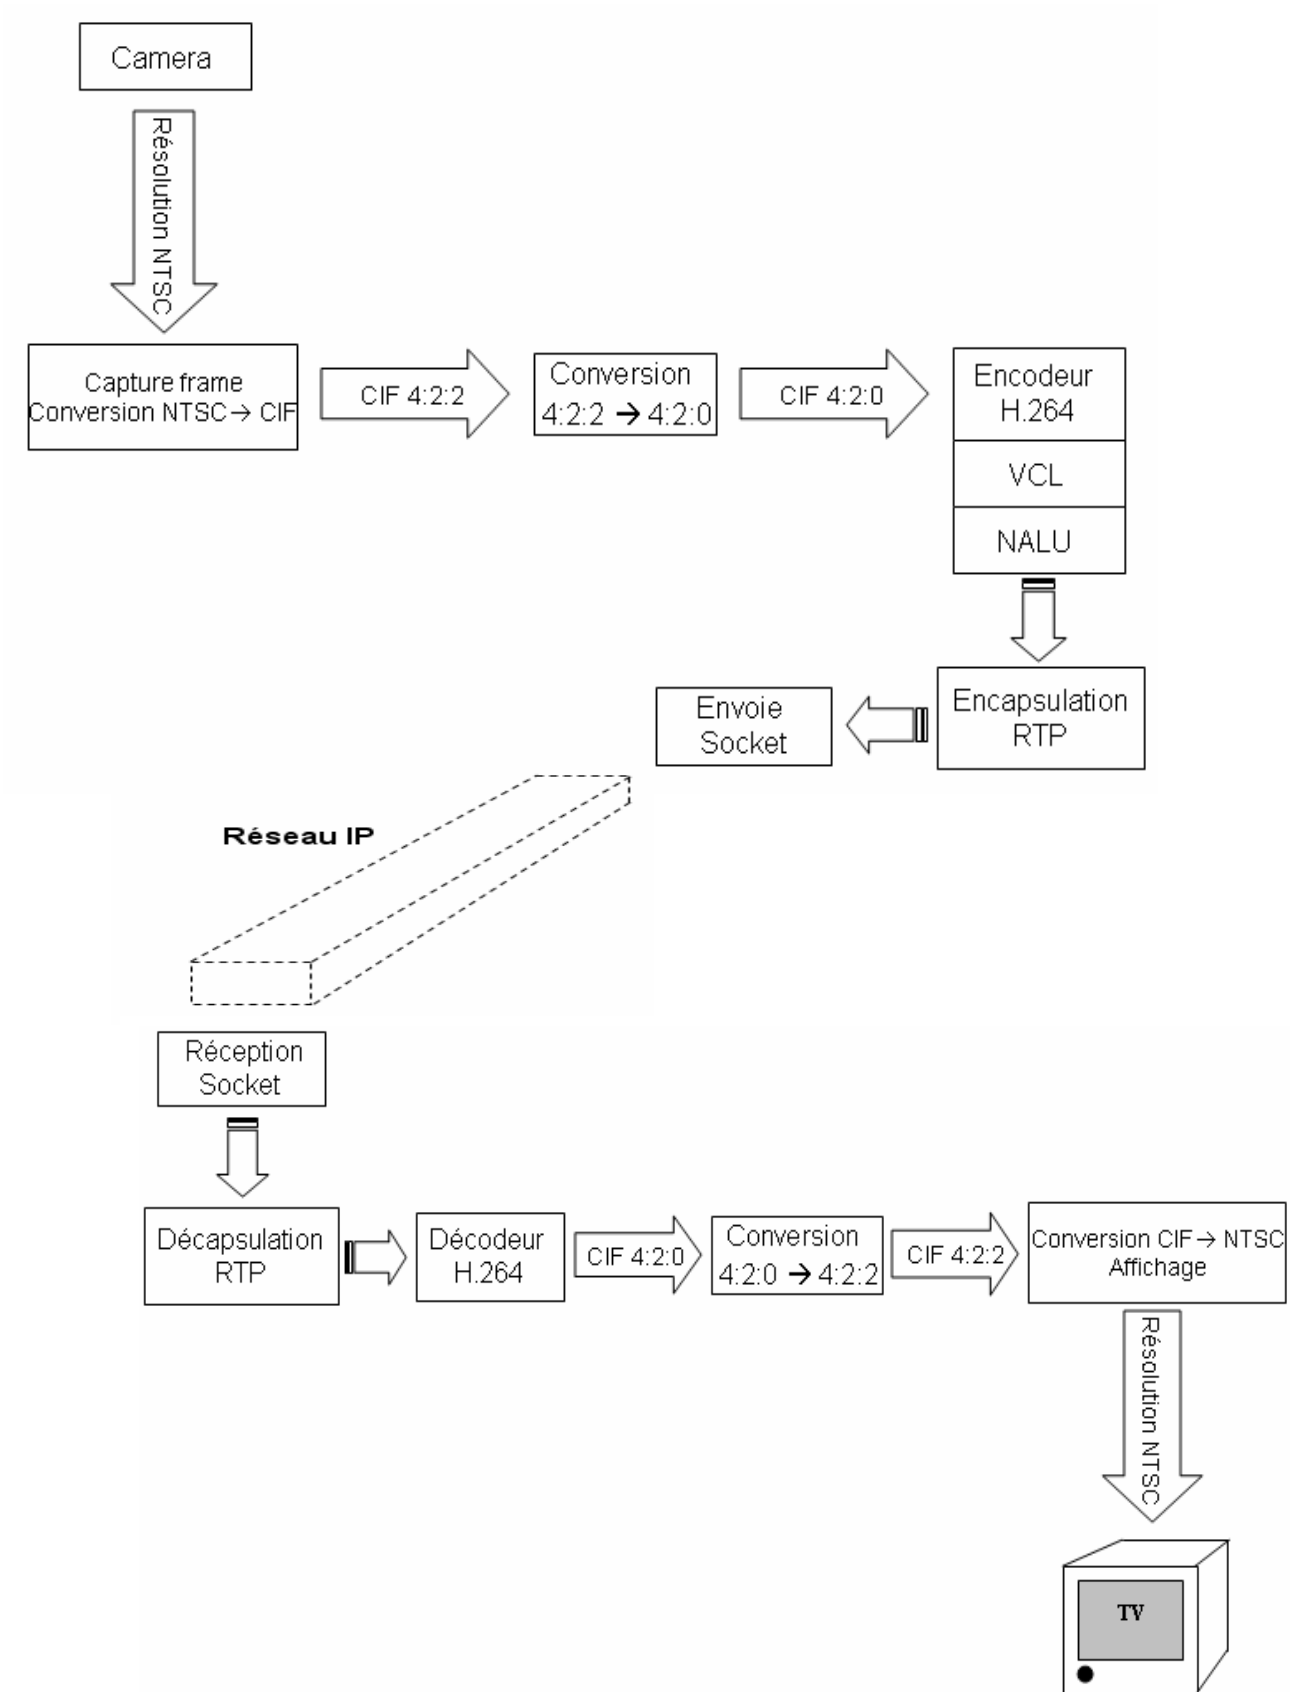 Camera
Résolution NTSC
Capture frame
Conversion NTSC → CIF
CIF 4:2:2
Conversion
4:2:2 → 4:2:0
CIF 4:2:0
Encodeur
H.264
VCL
NALU
Encapsulation
RTP
Envoie
Socket
Réseau IP
Réception
Socket
Décapsulation
RTP
Décodeur
H.264
CIF 4:2:0
Conversion
4:2:0 → 4:2:2
CIF 4:2:2
Conversion CIF → NTSC
Affichage
Résolution NTSC
TV